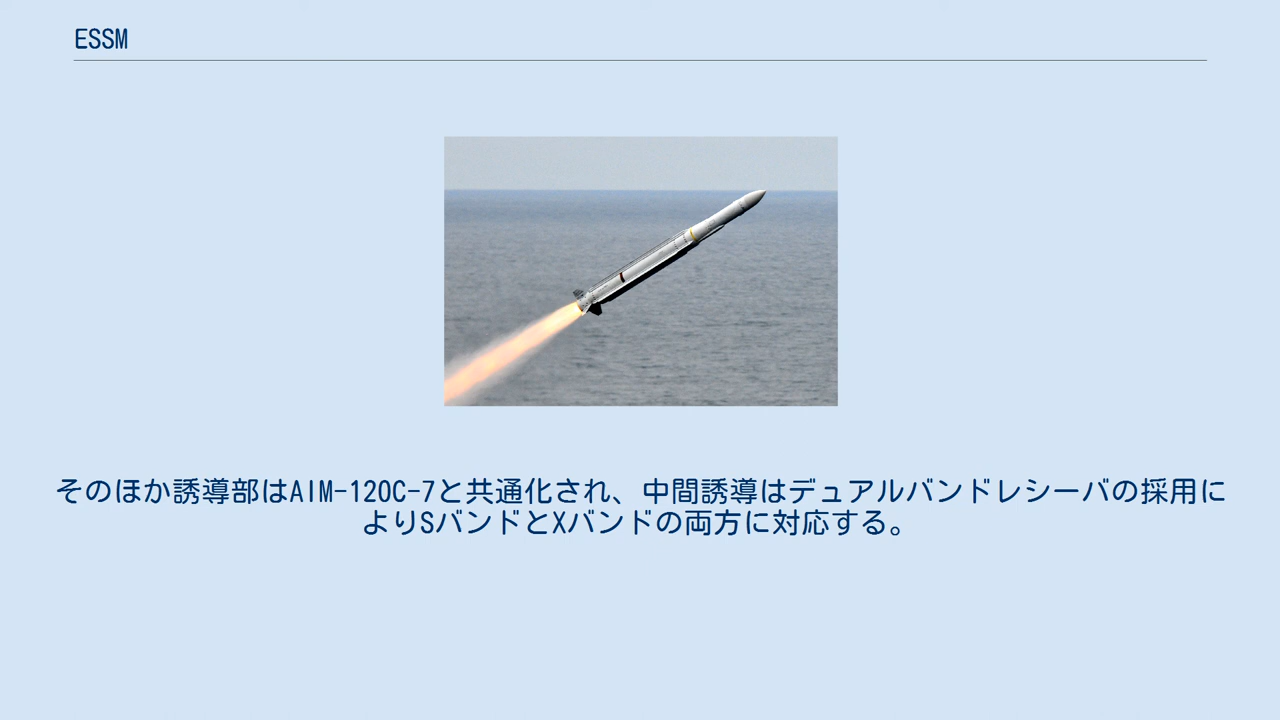 ESSM
そのほか誘導部はAIM-120C-7と共通化され、中間誘導はデュアルバンドレシーバの採用に
よりSバンドとXバンドの両方に対応する。